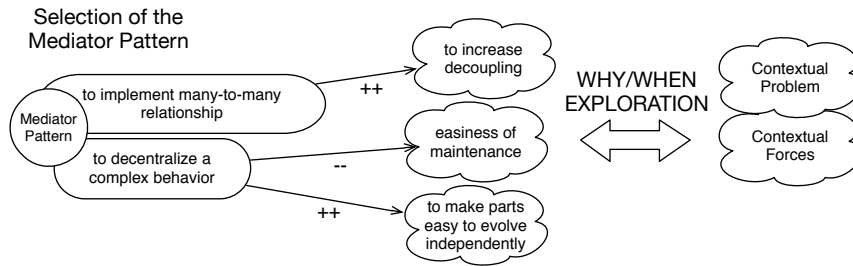 Selection of the
Mediator Pattern
Mediator
Pattern
to implement many-to-many
relationship
to decentralize a
complex behavior
++
--
++
to increase
decoupling
easiness of
maintenance
to make parts
easy to evolve
independently
WHY/WHEN
EXPLORATION
Contextual
Problem
Contextual
Forces